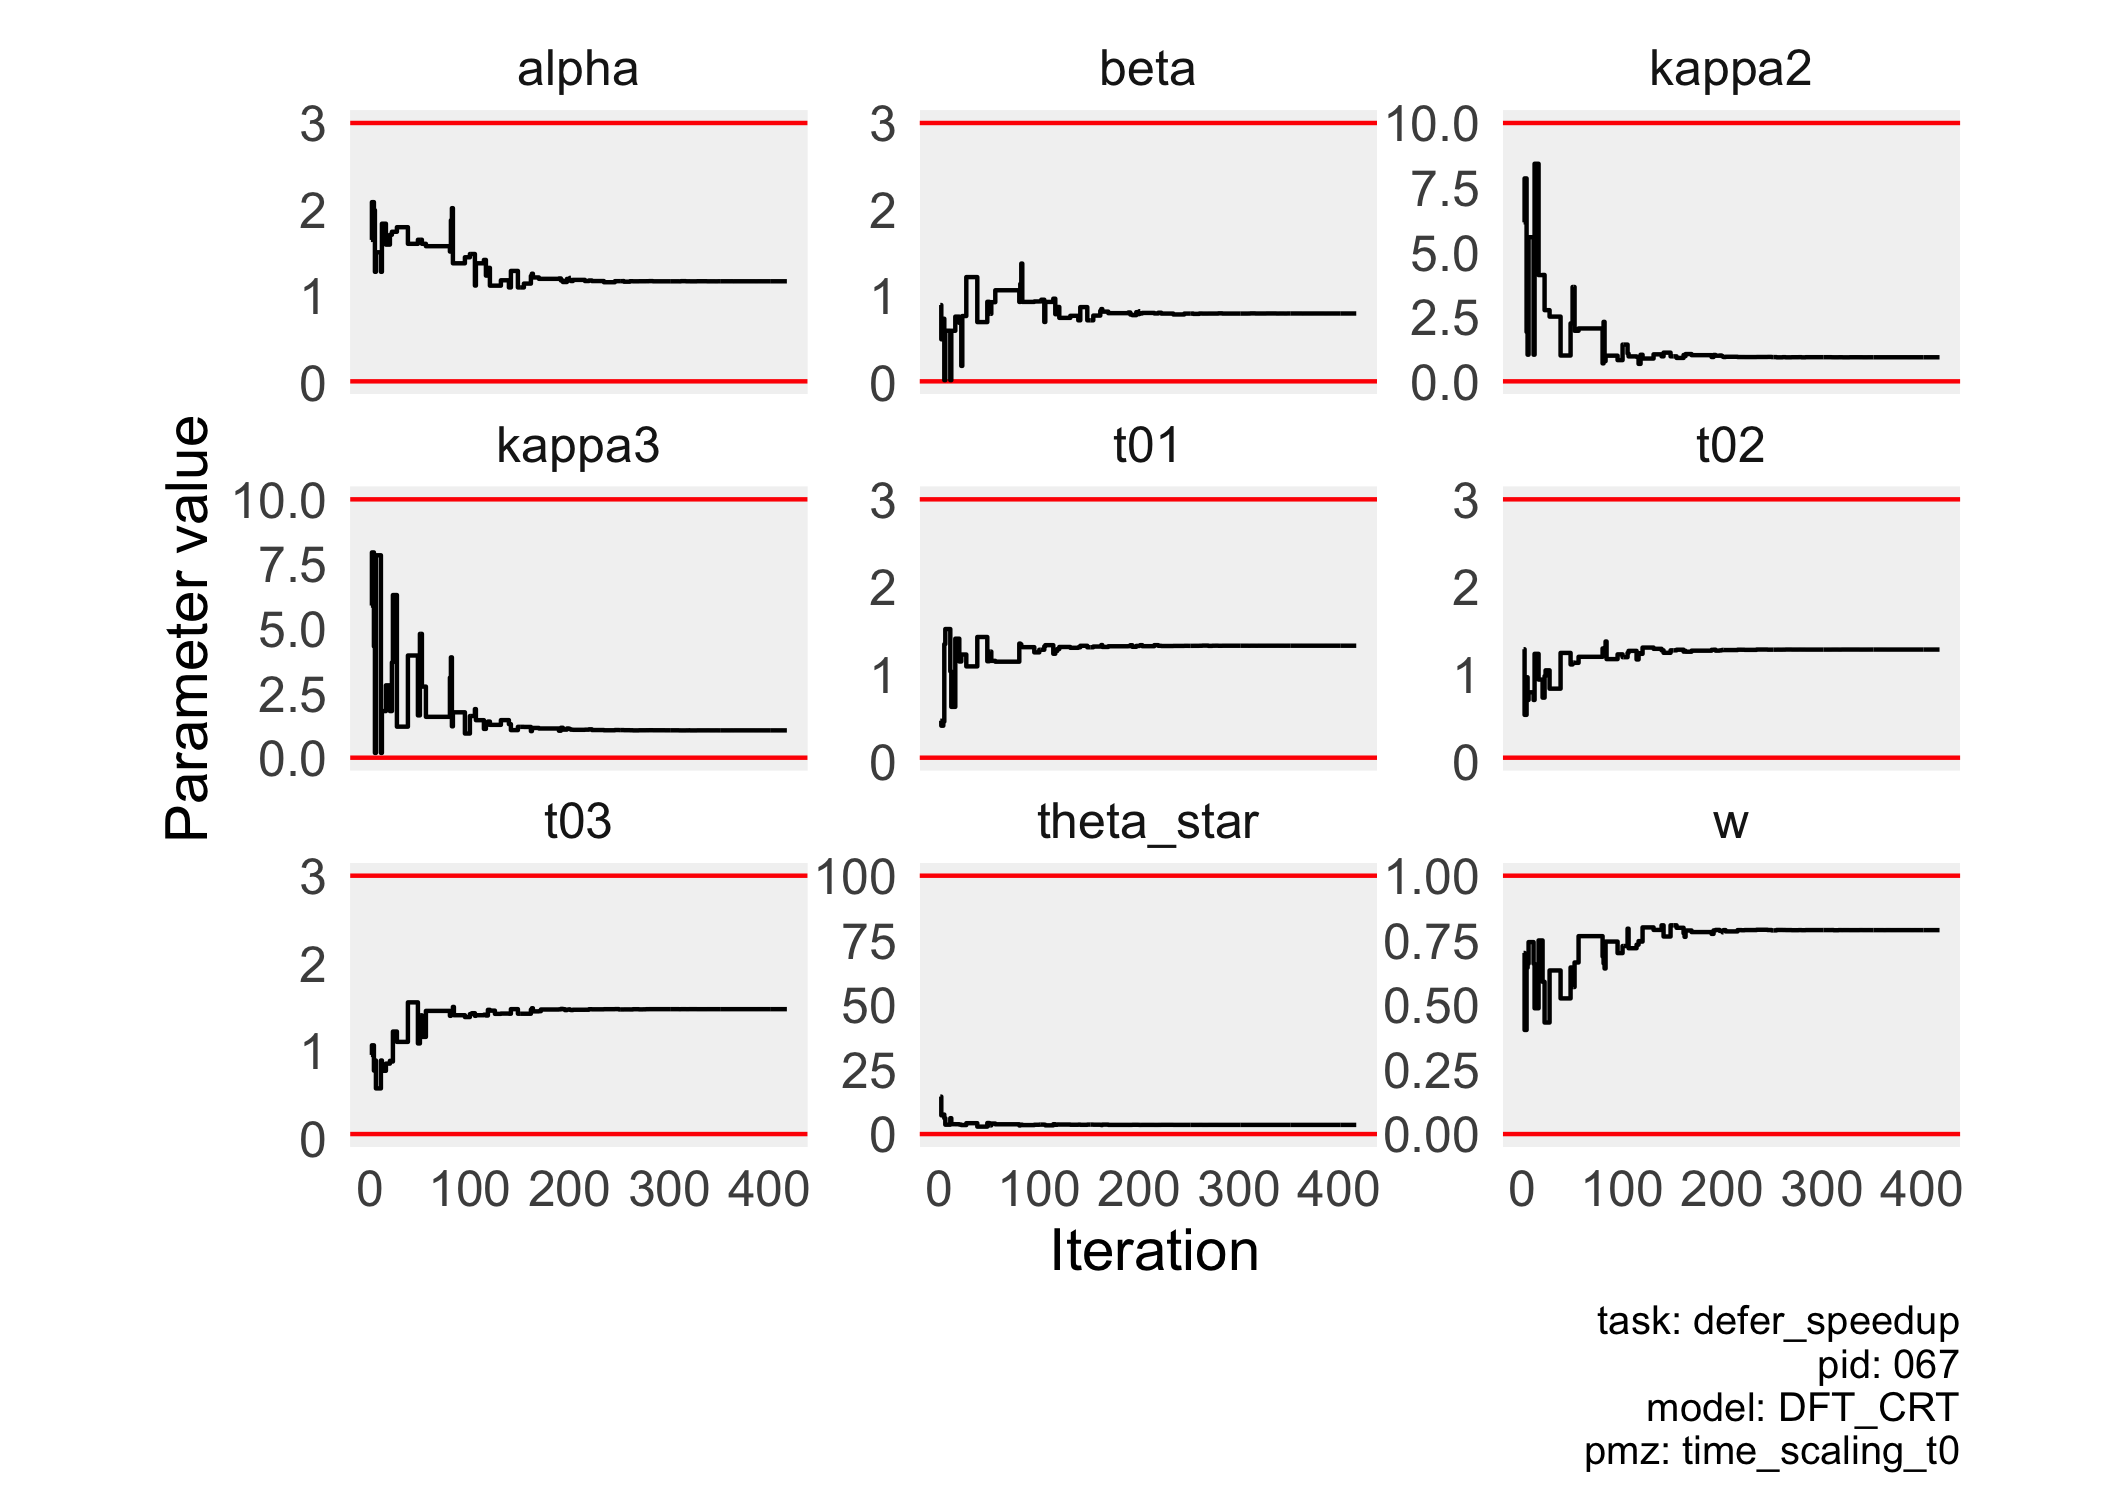 alpha
beta
kappa2
3
2
1
0
3
2
1
0
10.0
7.5
5.0
2.5
0.0
kappa3
t01
t02
10.0
7.5
5.0
2.5
0.0
3
2
1
0
3
2
1
0
t03
theta_star
w
3
2
1
0
100
75
50
25
0
1.00
0.75
0.50
0.25
0.00
0 100 200 300 400
0 100 200 300 400
0 100 200 300 400
Parameter value
Iteration
task: defer_speedup
pid: 067
model: DFT_CRT
pmz: time_scaling_t0